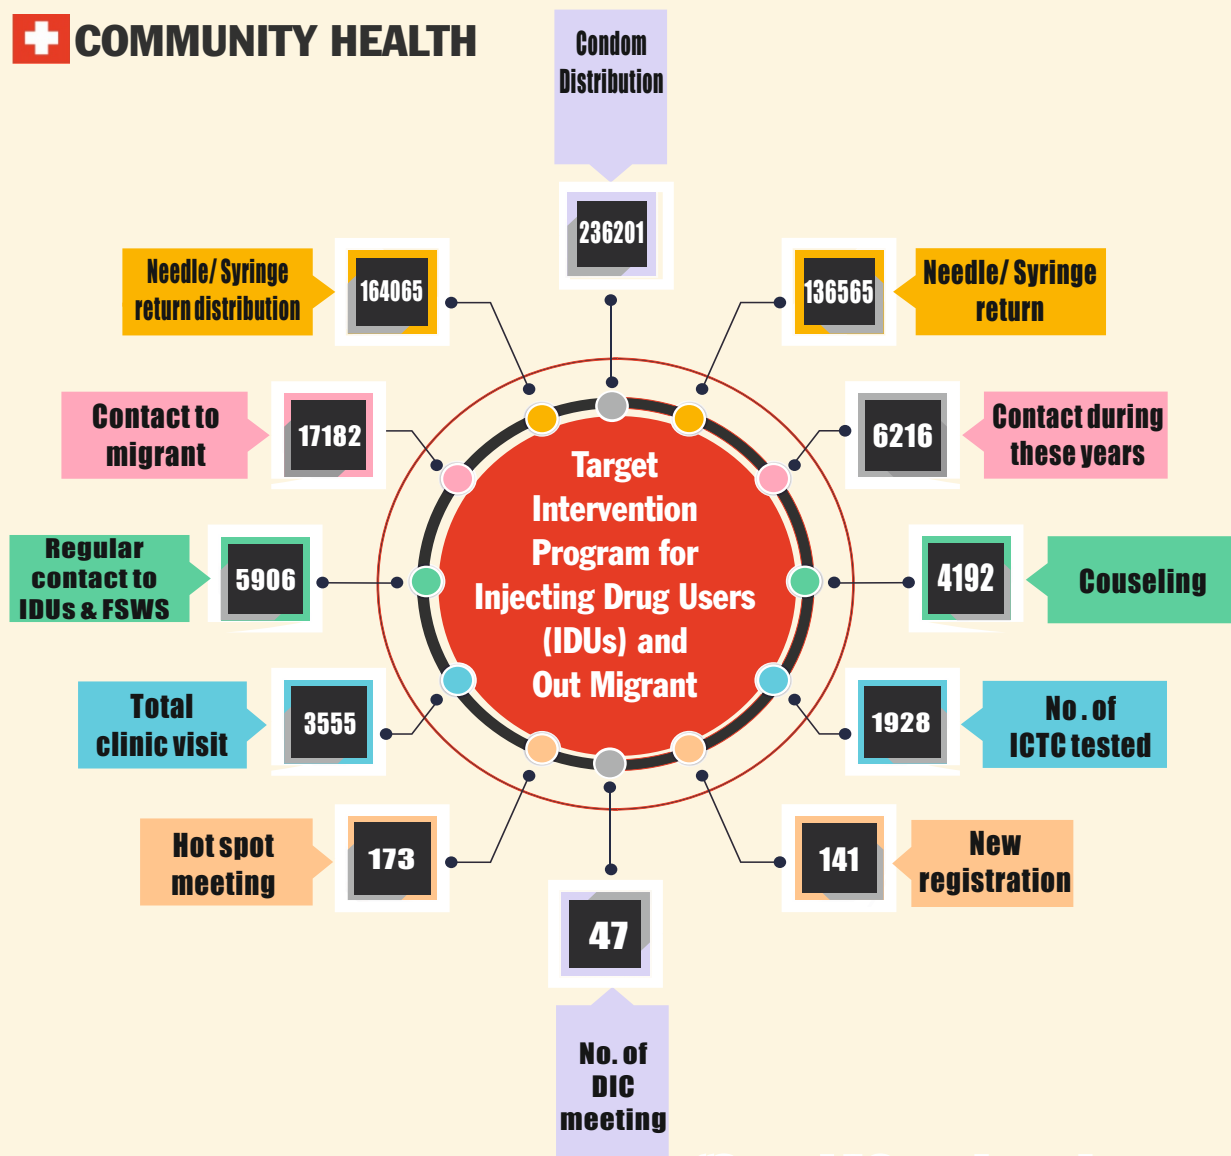 COMMUNITY HEALTH
Condom
Distribution
236201
Needle/ Syringe
return distribution
164065
136565
Needle/ Syringe
return
Contact to
migrant
17182
6216
Contact during
these years
Target
Intervention
Program for
Injecting Drug Users
(IDUs) and
Out Migrant
Regular
contact to
IDUs & FSWS
5906
4192
Couseling
Total
clinic visit
3555
1928
No . of
ICTC tested
Hot spot
meeting
173
141
New
registration
47
No. of
DIC
meeting